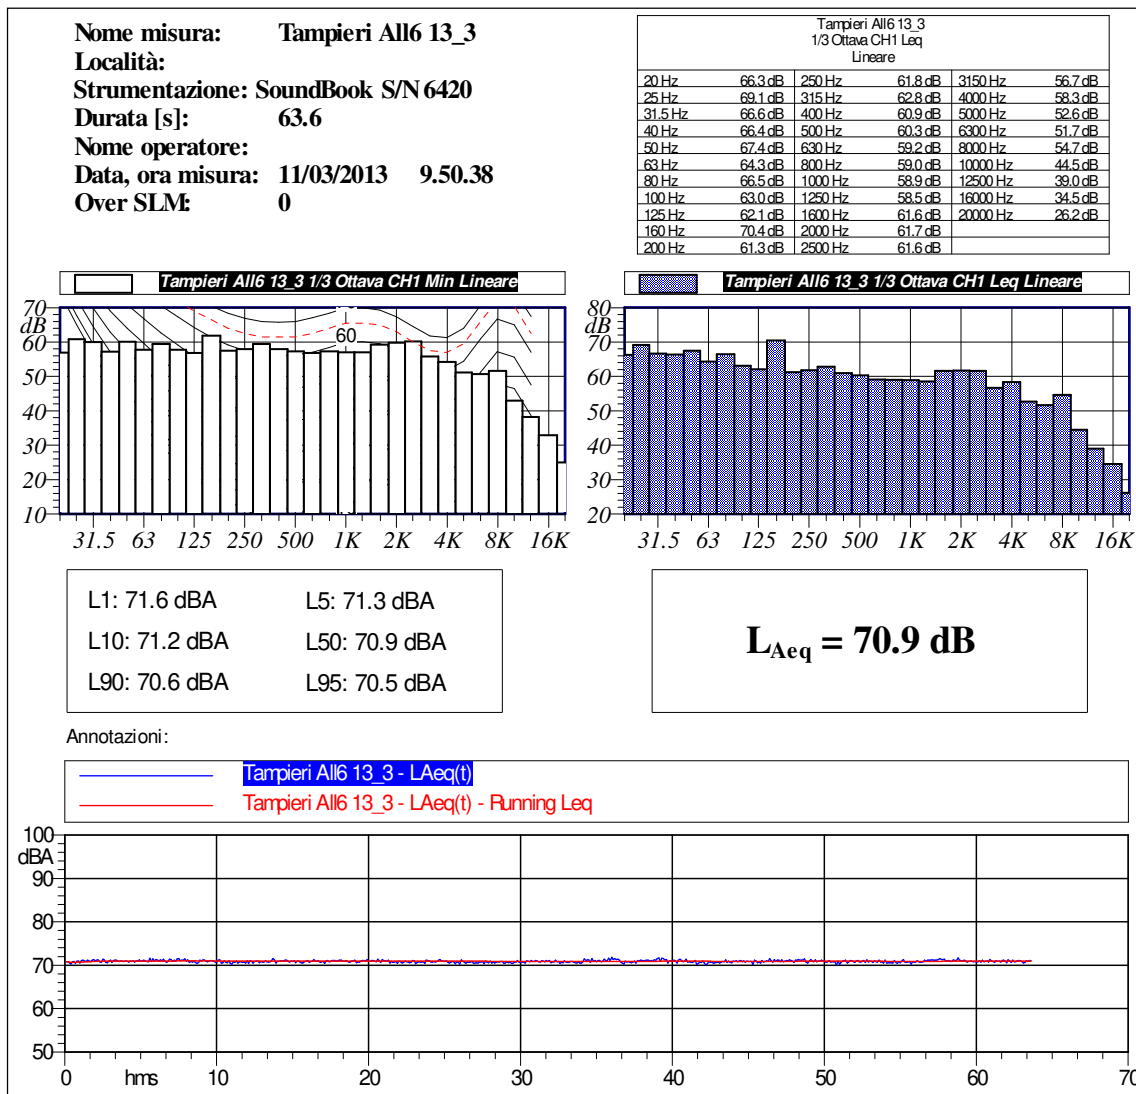 Nome misura: Tampieri All6 13_3
Località:
Strumentazione: SoundBook S/N 6420
Durata [s]: 63.6
Nome operatore:
Data, ora misura: 11/03/2013 9.50.38
Over SLM: 0
Tampieri All6 13_3
1/3 Ottava CH1 Leq
Lineare
20 Hz 66.3 dB 250 Hz 61.8 dB 3150 Hz 56.7 dB
25 Hz 69.1 dB 315 Hz 62.8 dB 4000 Hz 58.3 dB
31.5 Hz 66.6 dB 400 Hz 60.9 dB 5000 Hz 52.6 dB
40 Hz 66.4 dB 500 Hz 60.3 dB 6300 Hz 51.7 dB
50 Hz 67.4 dB 630 Hz 59.2 dB 8000 Hz 54.7 dB
63 Hz 64.3 dB 800 Hz 59.0 dB 10000 Hz 44.5 dB
80 Hz 66.5 dB 1000 Hz 58.9 dB 12500 Hz 39.0 dB
100 Hz 63.0 dB 1250 Hz 58.5 dB 16000 Hz 34.5 dB
125 Hz 62.1 dB 1600 Hz 61.6 dB 20000 Hz 26.2 dB
160 Hz 70.4 dB 2000 Hz 61.7 dB
200 Hz 61.3 dB 2500 Hz 61.6 dB
Tampieri All6 13_3 1/3 Ottava CH1 Min Lineare
70
dB
60
50
40
30
20
10
60
31.5 63 125 250 500 1K 2K 4K 8K 16K
Tampieri All6 13_3 1/3 Ottava CH1 Leq Lineare
80
dB
70
60
50
40
30
20
31.5 63 125 250 500 1K 2K 4K 8K 16K
L1: 71.6 dBA L5: 71.3 dBA
L10: 71.2 dBA L50: 70.9 dBA
L90: 70.6 dBA L95: 70.5 dBA
LAeq = 70.9 dB
Annotazioni:
Tampieri All6 13_3 - LAeq(t)
Tampieri All6 13_3 - LAeq(t) - Running Leq
100
dBA
90
80
70
60
50
0 hms 10 20 30 40 50 60 70